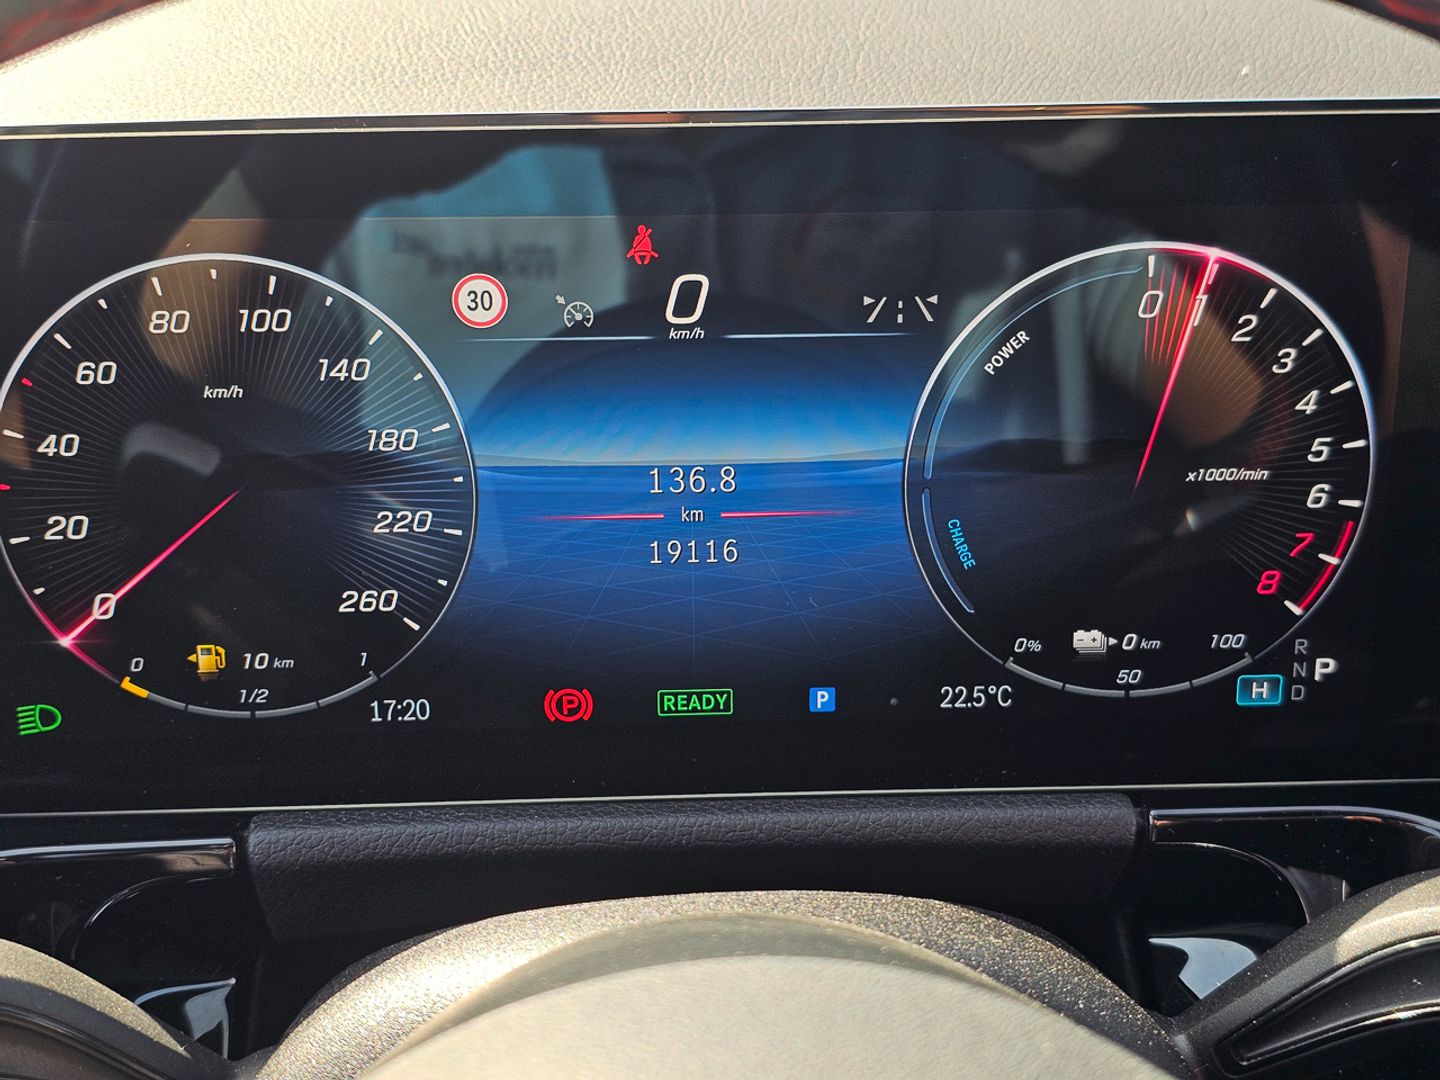 30
0
km/h
80 100
60 140
km/h
40 180
20 220
0 260
0 10 km 1
1/2
17:20
136.8
km
19116
READY
P
P
22.5°C
POWER
CHARGE
0 1 2
3
4
5
x1000/min
6
7
8
0% 0 km 100
50
R
N P
H D